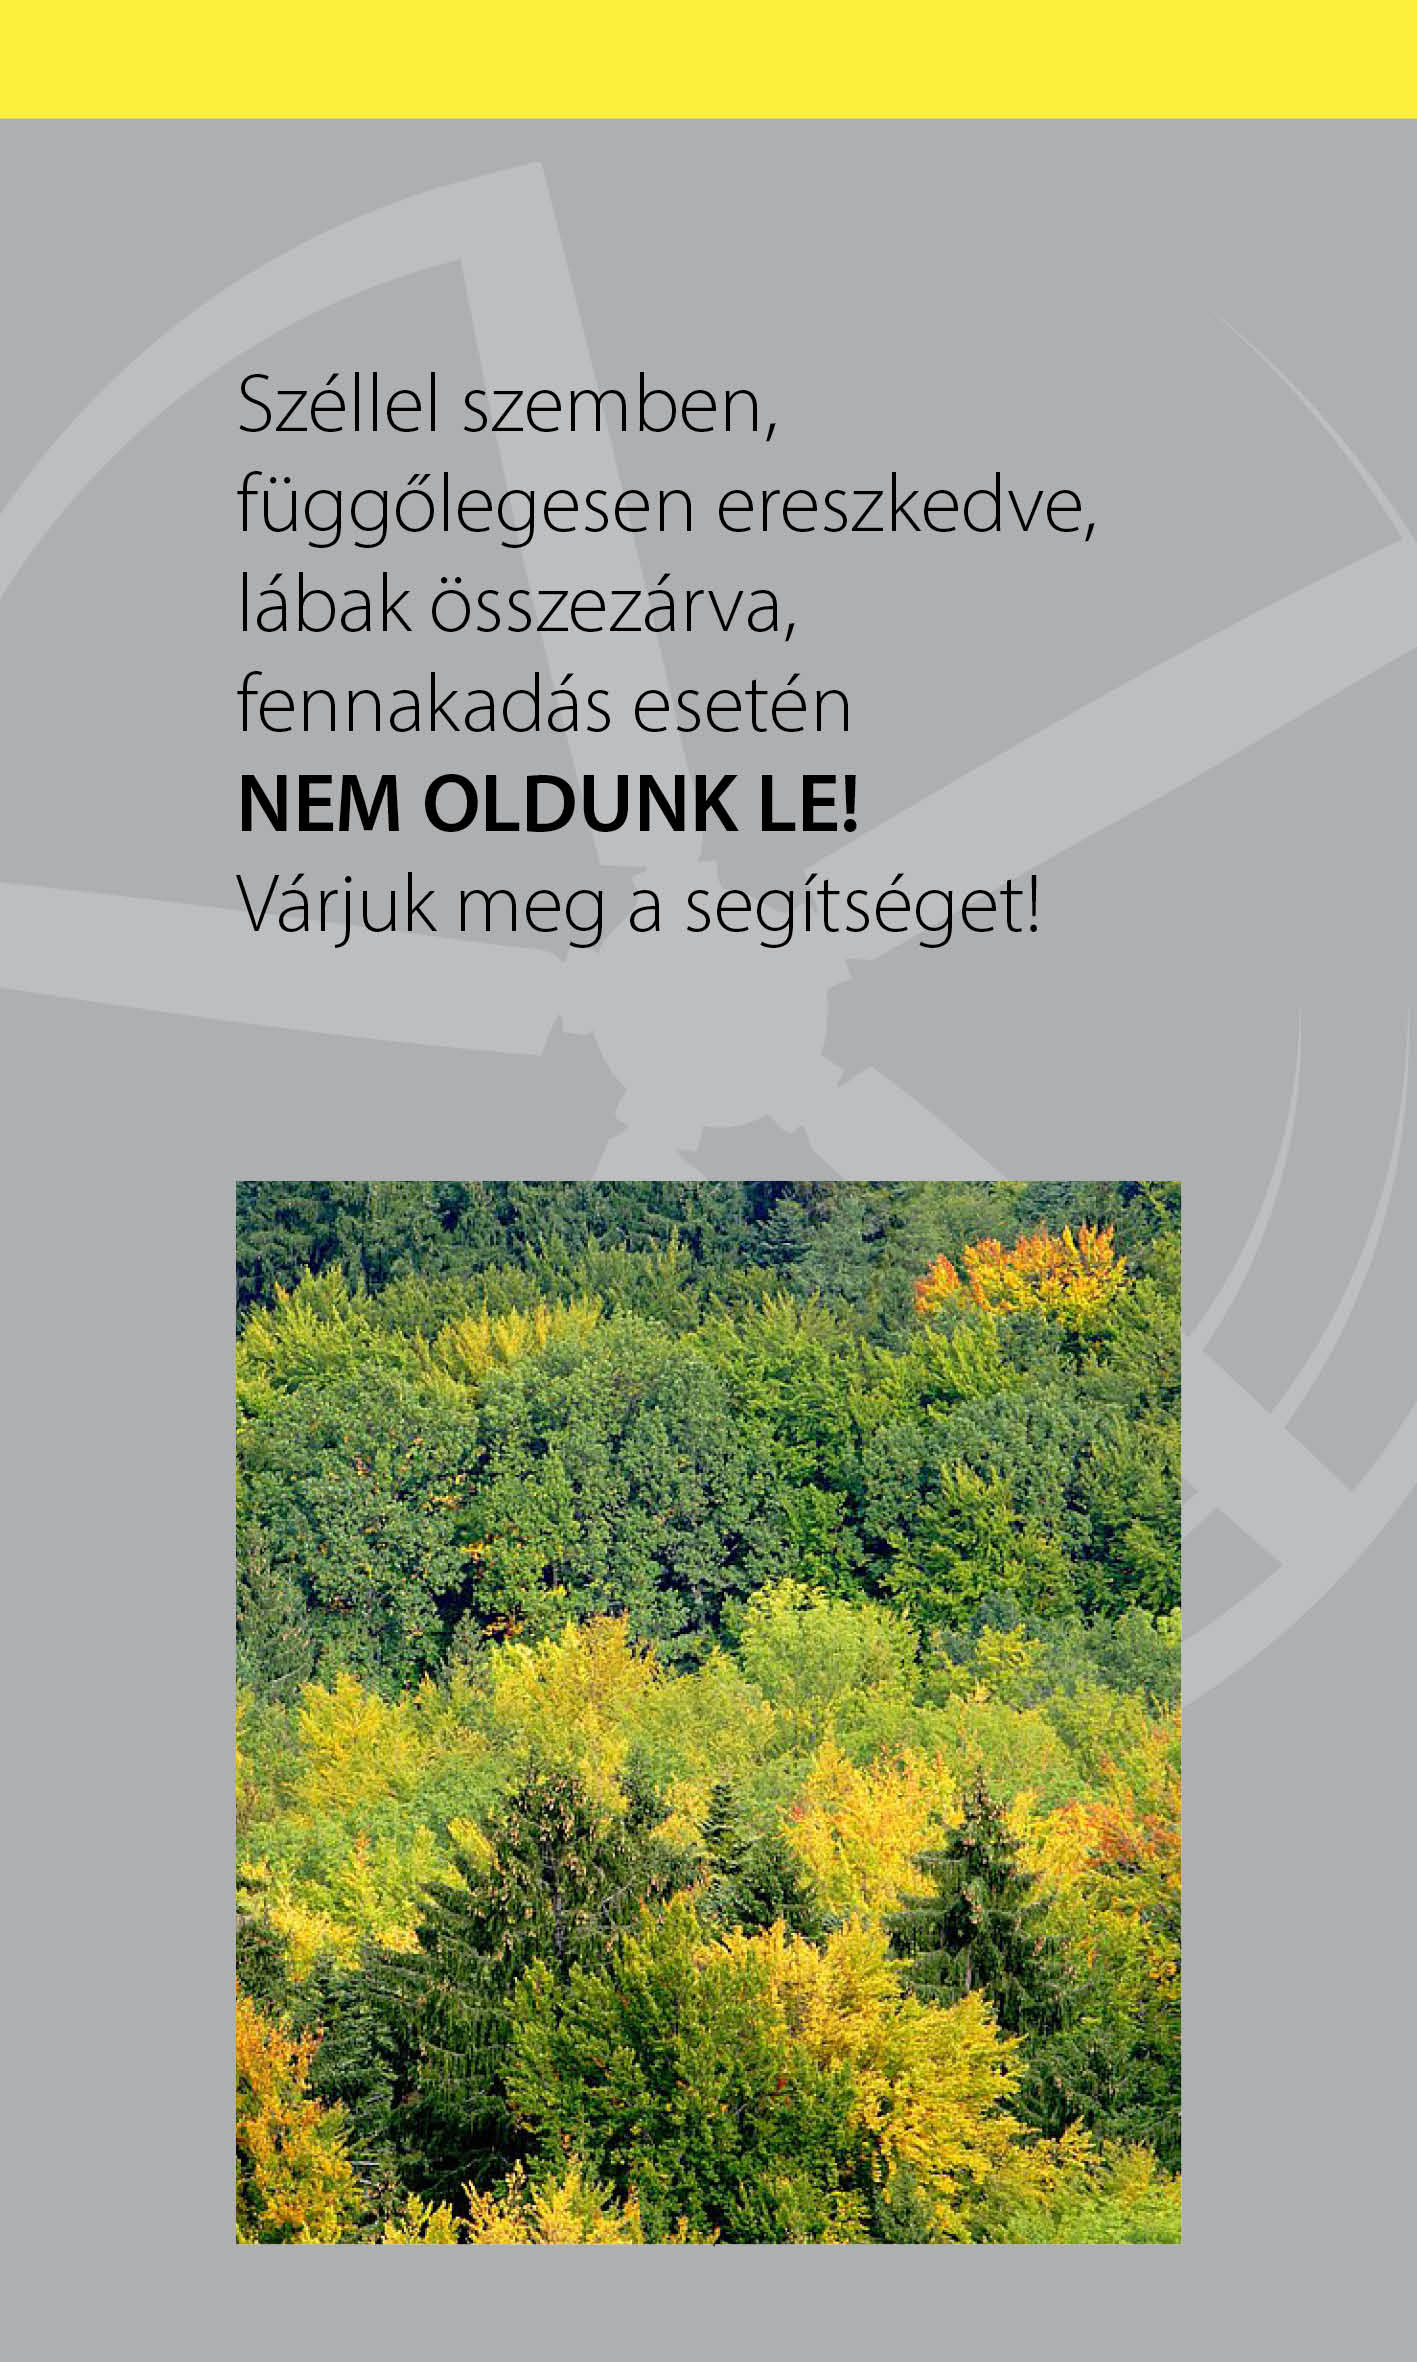 Széllel szemben,
függőlegesen ereszkedve,
lábak összezárva,
fennakadás esetén
NEM OLDUNK LE!
Várjuk meg a segítséget!